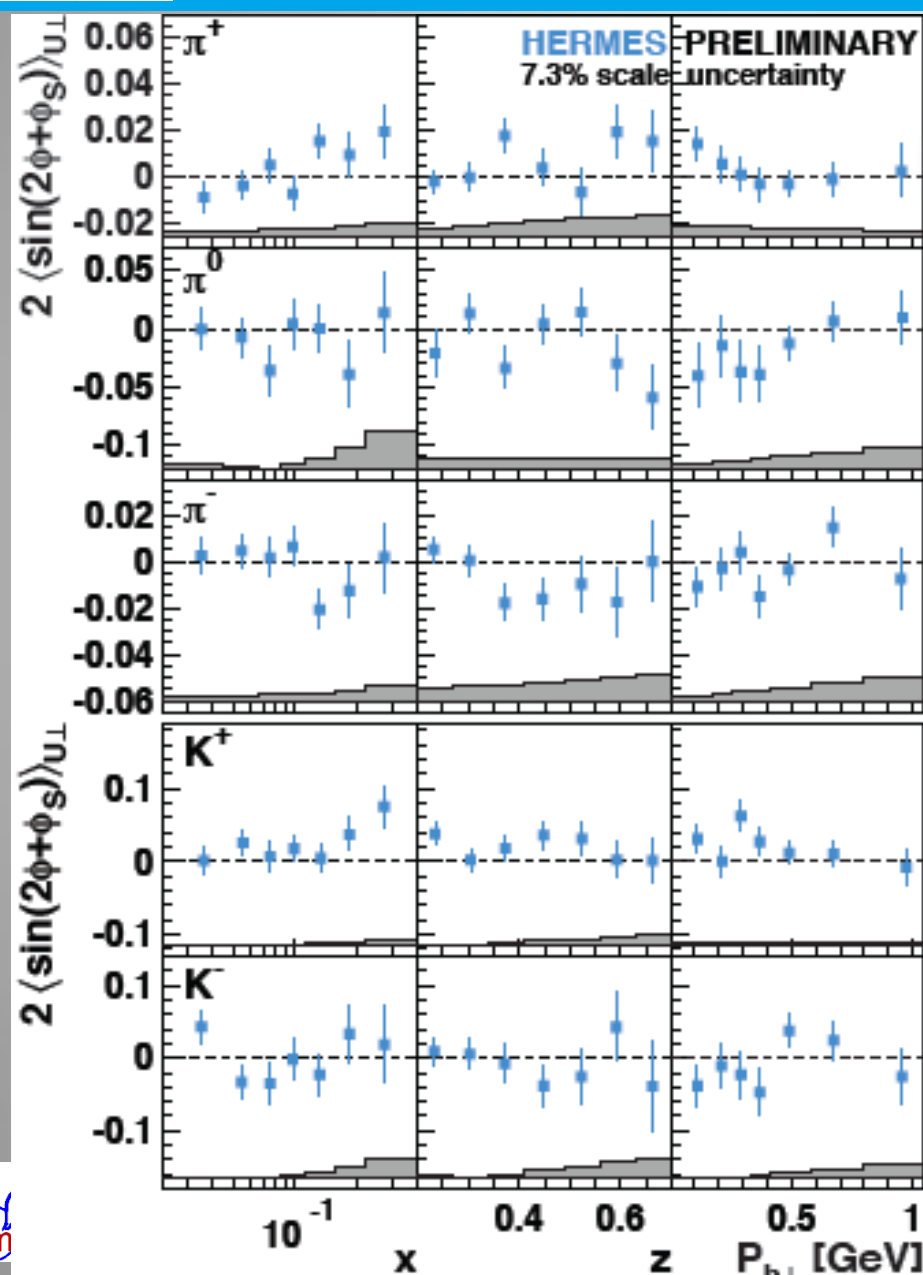 2 ⟨sin(2ϕ+ϕS)⟩U⊥
π+
HERMES PRELIMINARY
7.3% scale uncertainty
0.06
0.04
0.02
0
-0.02
π0
0.05
0
-0.05
-0.1
π-
0.02
0
-0.02
-0.04
-0.06
2 ⟨sin(2ϕ+ϕS)⟩U⊥
K+
0.1
0
-0.1
K-
0.1
0
-0.1
10-1 0.4 0.6 0.5 1
x z Ph⊥ [GeV]